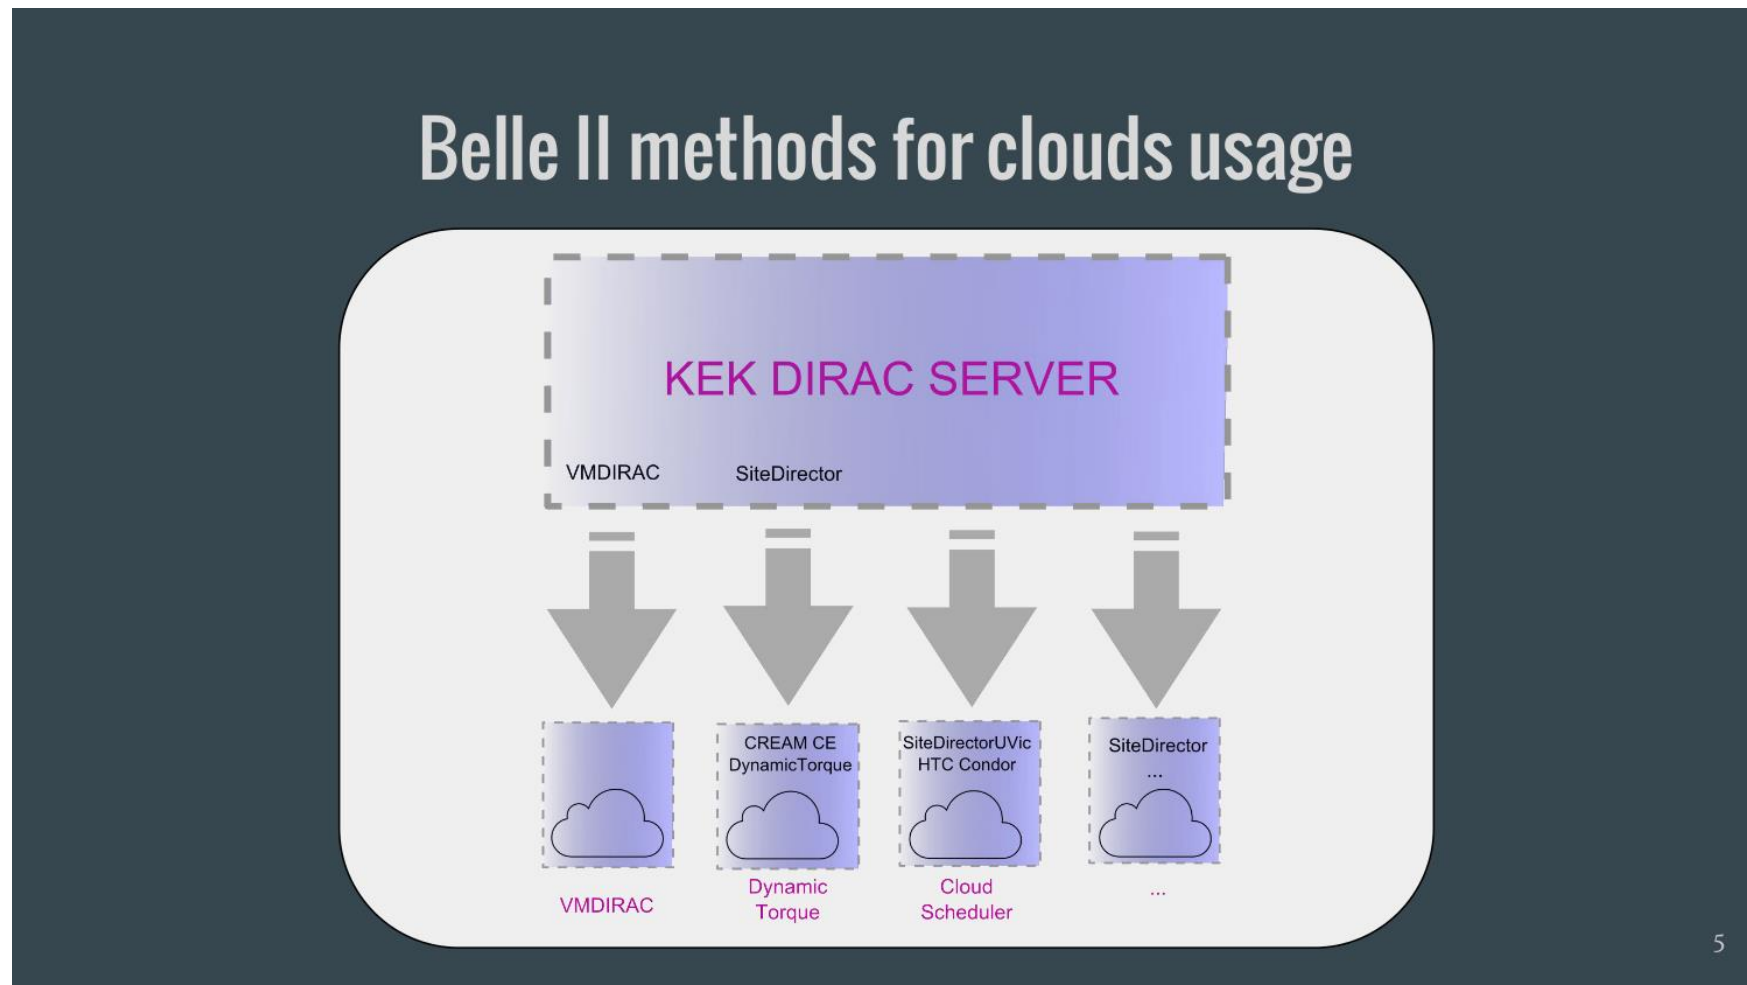 Belle II methods for clouds usage
KEK DIRAC SERVER
VMDIRAC
SiteDirector
CREAM CE
DynamicTorque
SiteDirectorUVic
HTC Condor
SiteDirector
...
VMDIRAC
Dynamic
Torque
Cloud
Scheduler
...
5